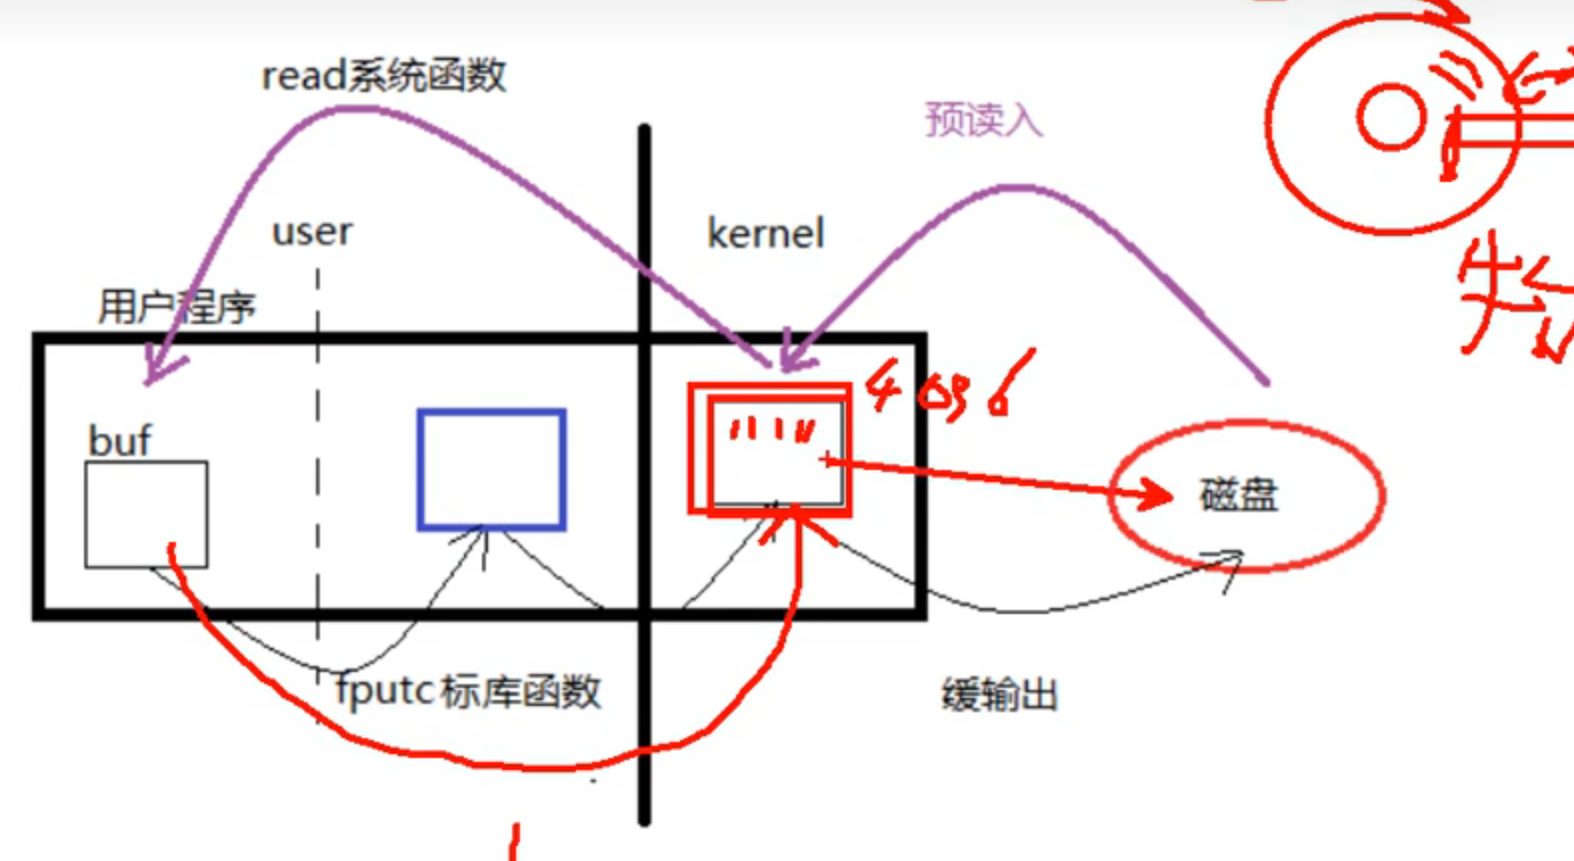 read系统函数
预读入
user
kernel
用户程序
4096
buf
磁盘
fputc标库函数
缓输出